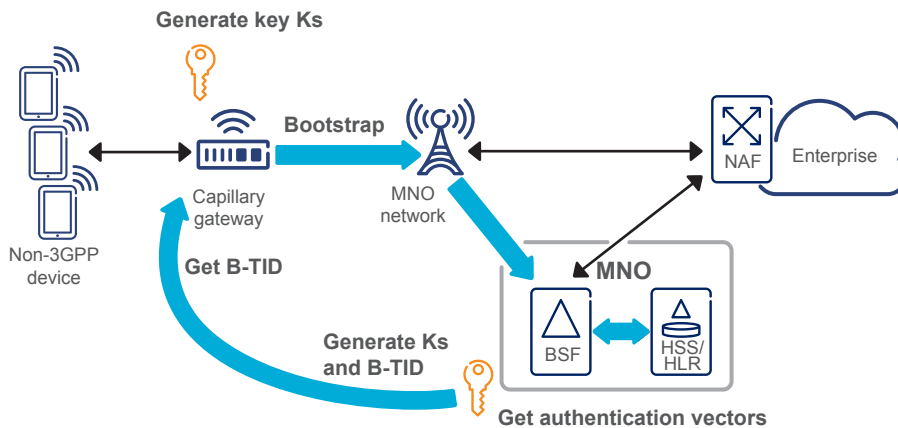 Generate key Ks
Bootstrap
NAF
Enterprise
Capillary
gateway
MNO
network
Non-3GPP
device
Get B-TID
MNO
BSF
HSS/
HLR
Generate Ks
and B-TID
Get authentication vectors